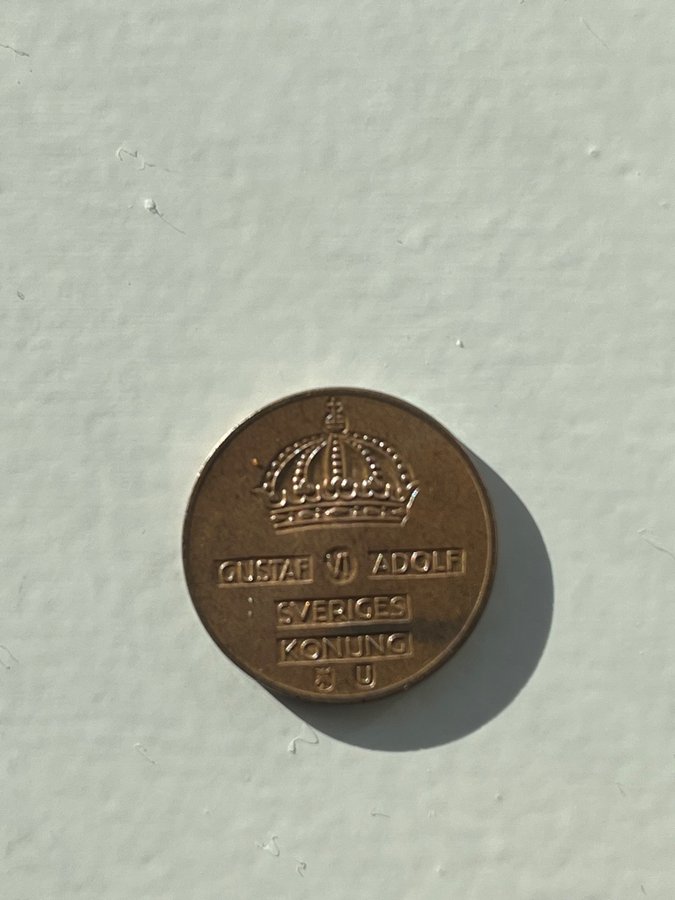 GUSTAF VI ADOLF
SVERIGES
KONUNG
U